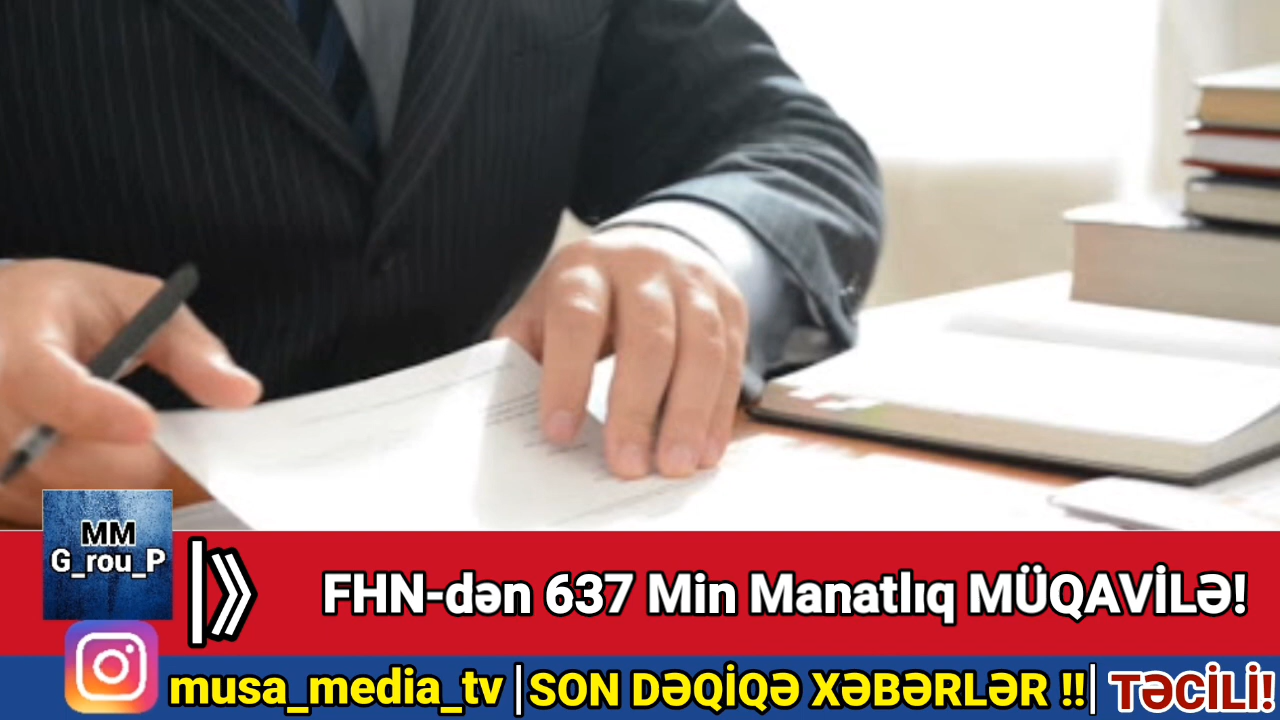 MM
G_rou_P
FHN-dən 637 Min Manatlıq MÜQAVİLƏ!
musa_media_tv |SON DƏQİQƏ XƏBƏRLƏR !!| TƏCİLİ!